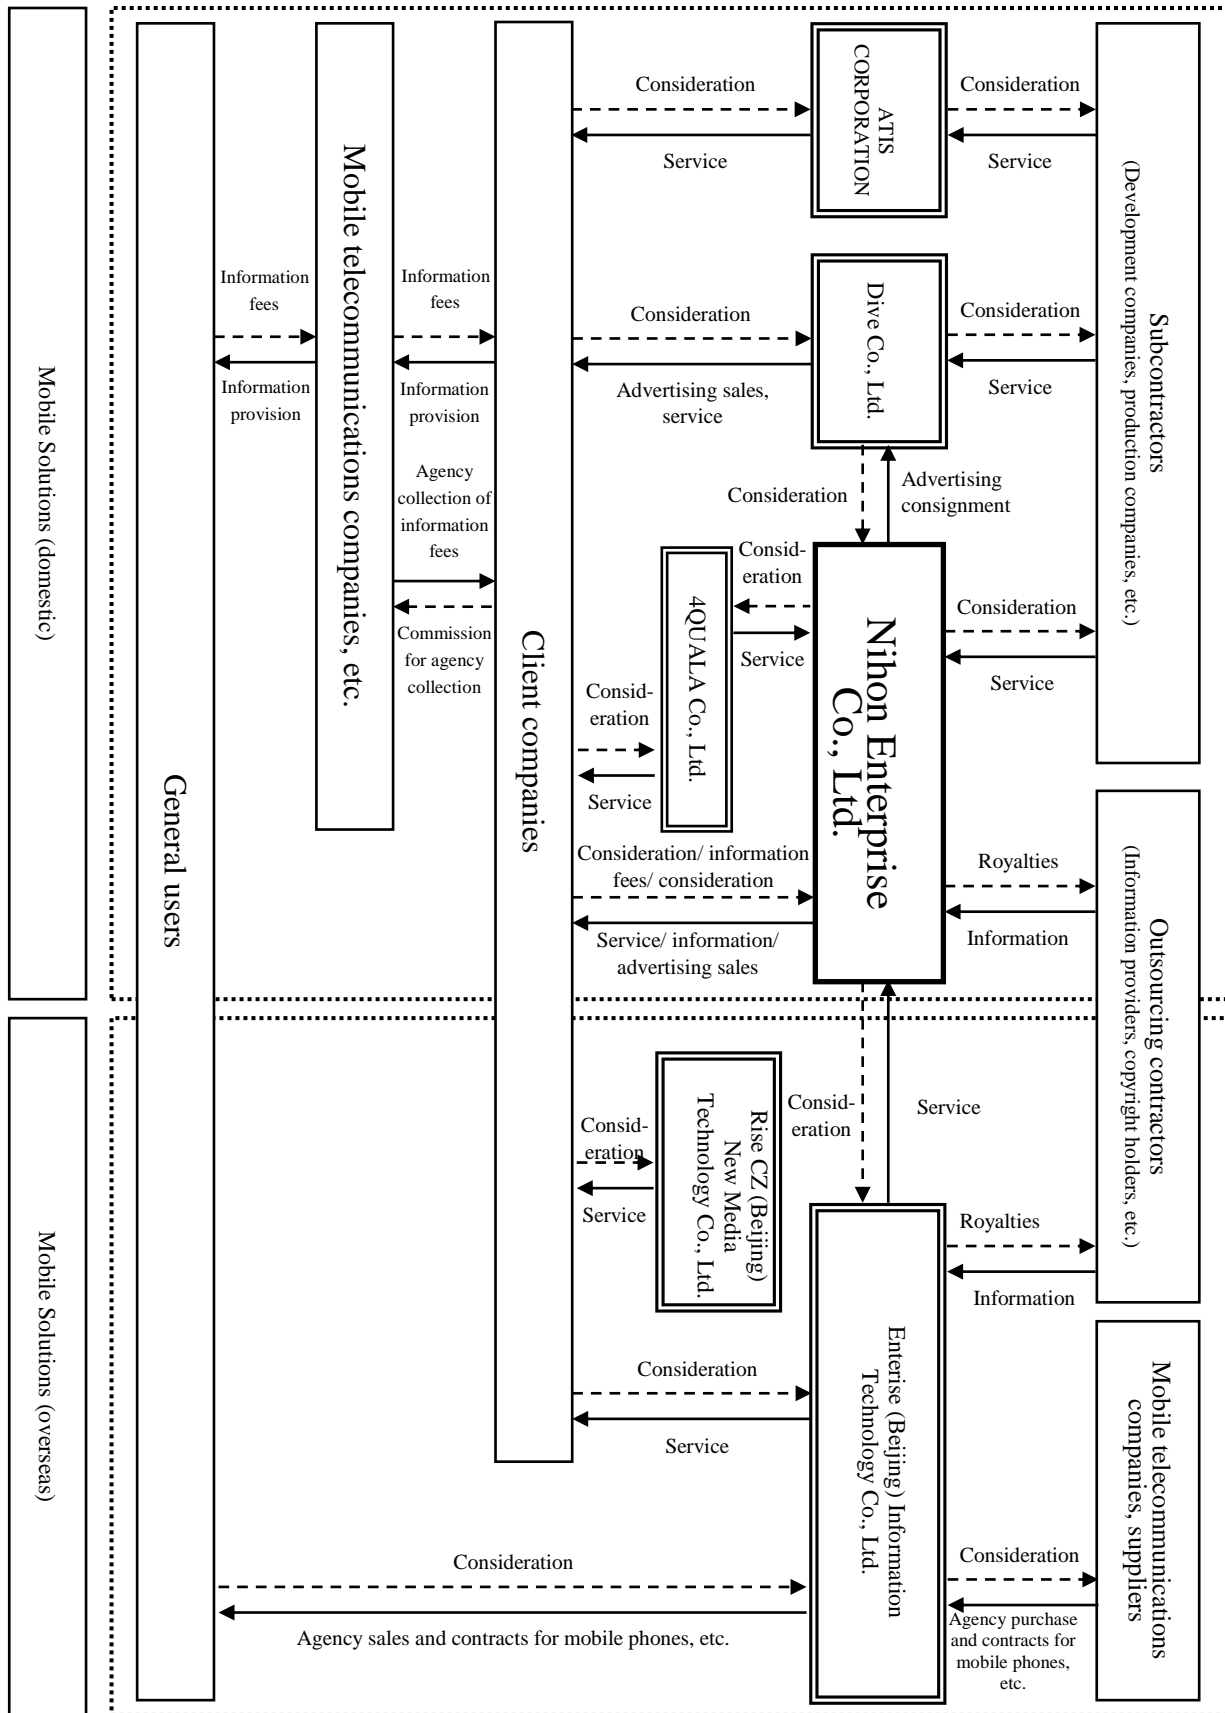 Mobile Solutions (domestic)
Mobile Solutions (overseas)
General users
Mobile telecommunications companies, etc.
Client companies
Information
fees
Information
provision
Information
fees
Information
provision
Agency
collection of
information
fees
Commission
for agency
collection
Consideration
Service
ATIS
CORPORATION
Consideration
Service
Consideration
Advertising sales,
service
Dive Co., Ltd.
Consideration
Service
Consideration
Advertising
consignment
Consid-
eration
Service
4QUALA Co., Ltd.
Consid-
eration
Service
Nihon Enterprise
Co., Ltd.
Consideration
Service
Consideration/ information
fees/ consideration
Service/ information/
advertising sales
Royalties
Information
Subcontractors
(Development companies, production companies, etc.)
Outsourcing contractors
(Information providers, copyright holders, etc.)
Consid-
eration
Service
Rise CZ (Beijing)
New Media
Technology Co., Ltd.
Consid-
eration
Service
Royalties
Information
Enterise (Beijing) Information
Technology Co., Ltd.
Consideration
Service
Consideration
Agency sales and contracts for mobile phones, etc.
Consideration
Agency purchase
and contracts for
mobile phones,
etc.
Mobile telecommunications
companies, suppliers